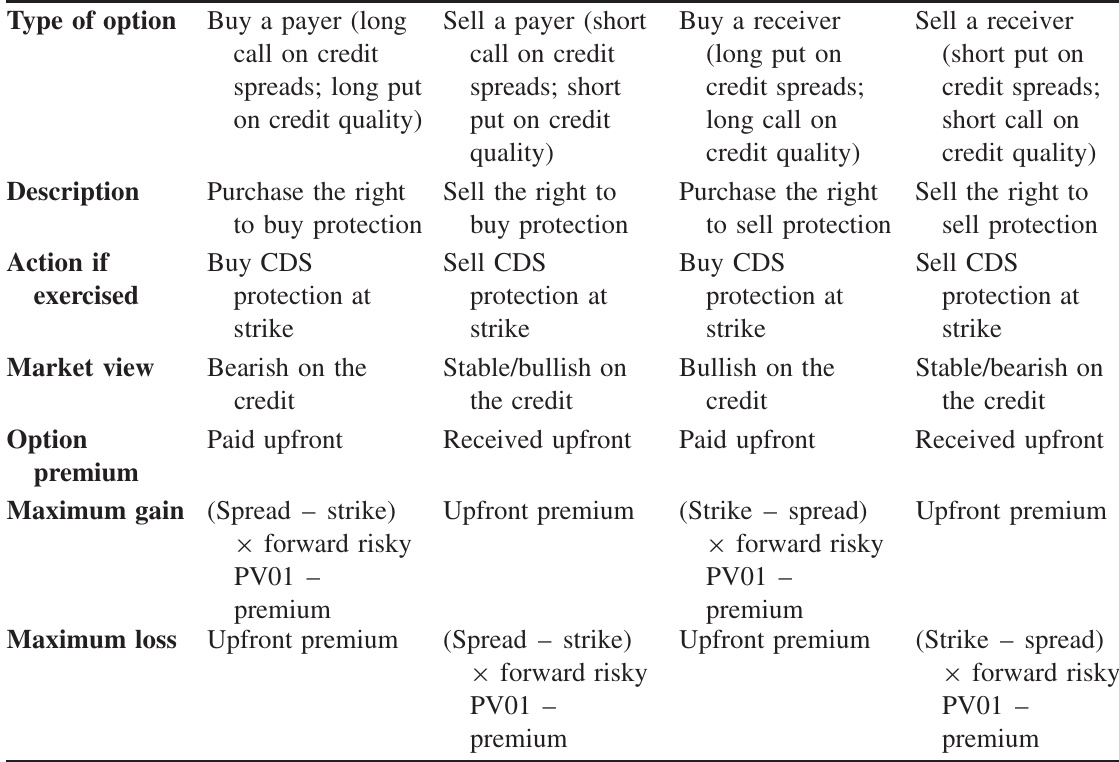 Type of option Buy a payer (long Sell a payer (short Buy a receiver Sell a receiver
call on credit call on credit (long put on (short put on
spreads; long put spreads; short credit spreads; credit spreads;
on credit quality) put on credit long call on short call on
quality) credit quality) credit quality)
Description Purchase the right Sell the right to Purchase the right Sell the right to
to buy protection buy protection to sell protection sell protection
Action if Buy CDS Sell CDS Buy CDS Sell CDS
exercised protection at protection at protection at protection at
strike strike strike strike
Market view Bearish on the Stable/bullish on Bullish on the Stable/bearish on
credit the credit credit the credit
Option Paid upfront Received upfront Paid upfront Received upfront
premium
Maximum gain (Spread – strike) Upfront premium (Strike – spread) Upfront premium
× forward risky × forward risky
PV01 – PV01 –
premium premium
Maximum loss Upfront premium (Spread – strike) Upfront premium (Strike – spread)
× forward risky × forward risky
PV01 – PV01 –
premium premium